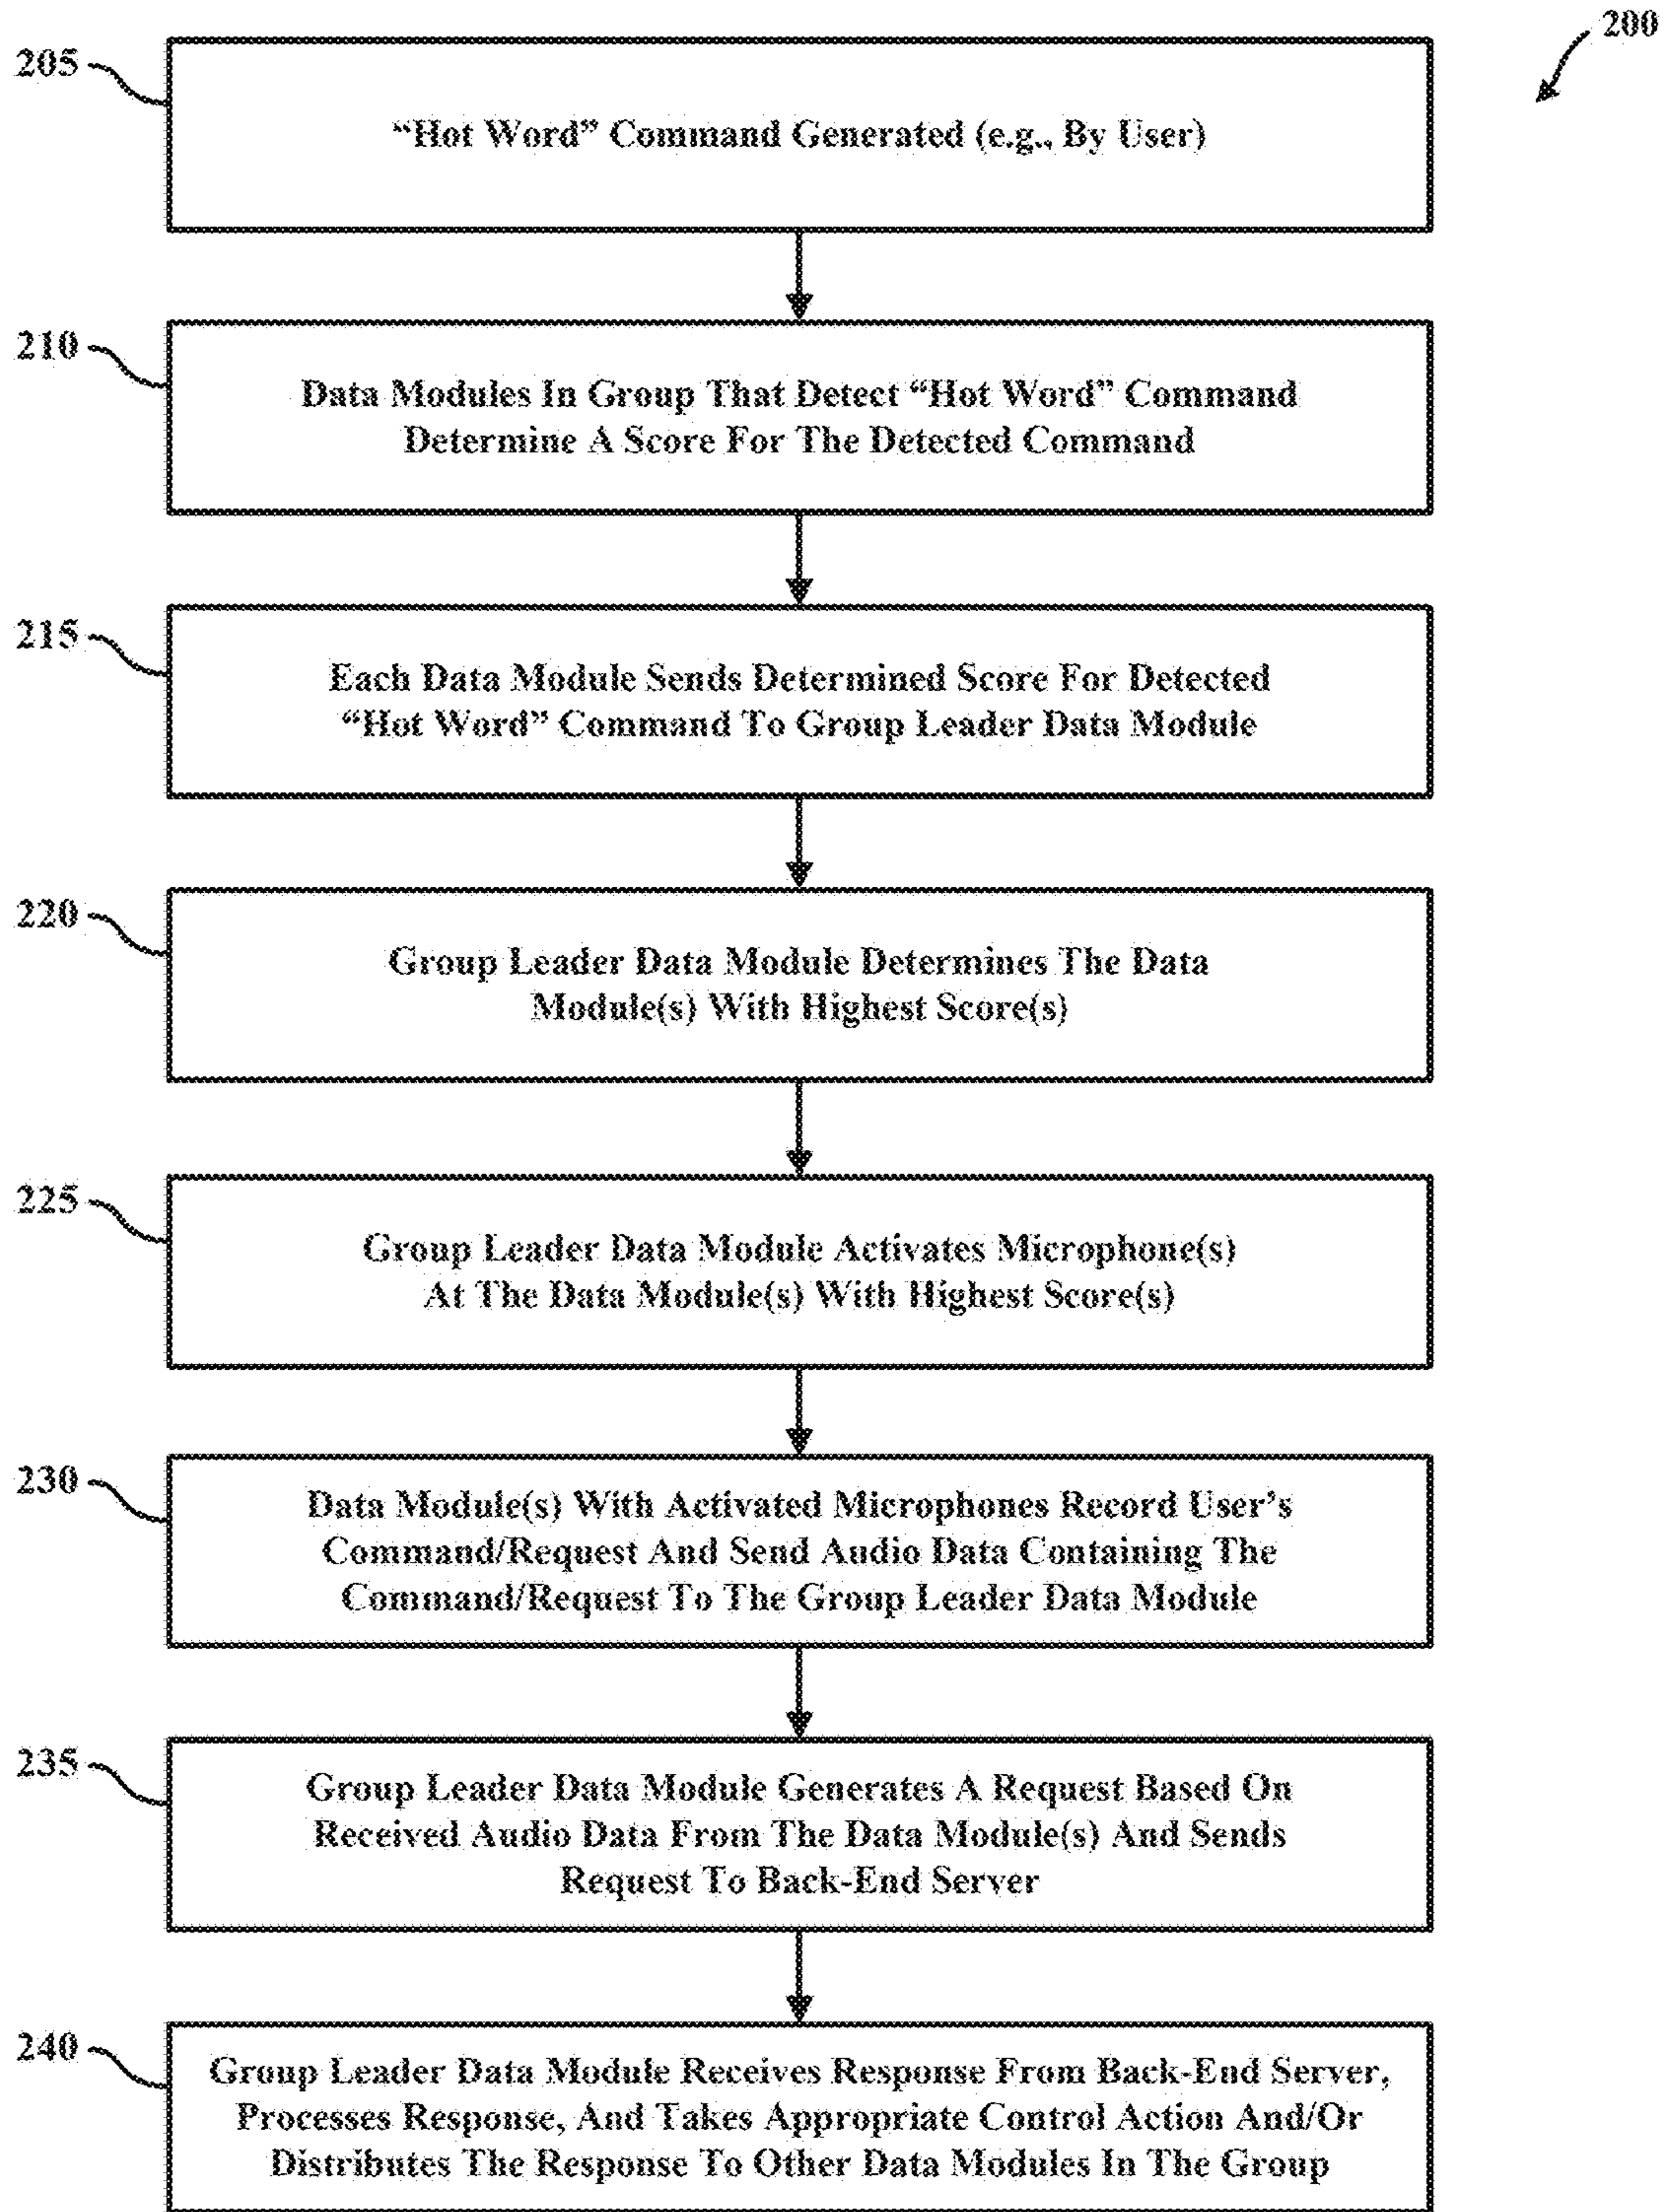 200
205
“Hot Word” Command Generated (e.g., By User)
210
Data Modules In Group That Detect “Hot Word” Command
Determine A Score For The Detected Command
215
Each Data Module Sends Determined Score For Detected
“Hot Word” Command To Group Leader Data Module
220
Group Leader Data Module Determines The Data
Module(s) With Highest Score(s)
225
Group Leader Data Module Activates Microphone(s)
At The Data Module(s) With Highest Score(s)
230
Data Module(s) With Activated Microphones Record User’s
Command/Request And Send Audio Data Containing The
Command/Request To The Group Leader Data Module
235
Group Leader Data Module Generates A Request Based On
Received Audio Data From The Data Module(s) And Sends
Request To Back-End Server
240
Group Leader Data Module Receives Response From Back-End Server,
Processes Response, And Takes Appropriate Control Action And/Or
Distributes The Response To Other Data Modules In The Group